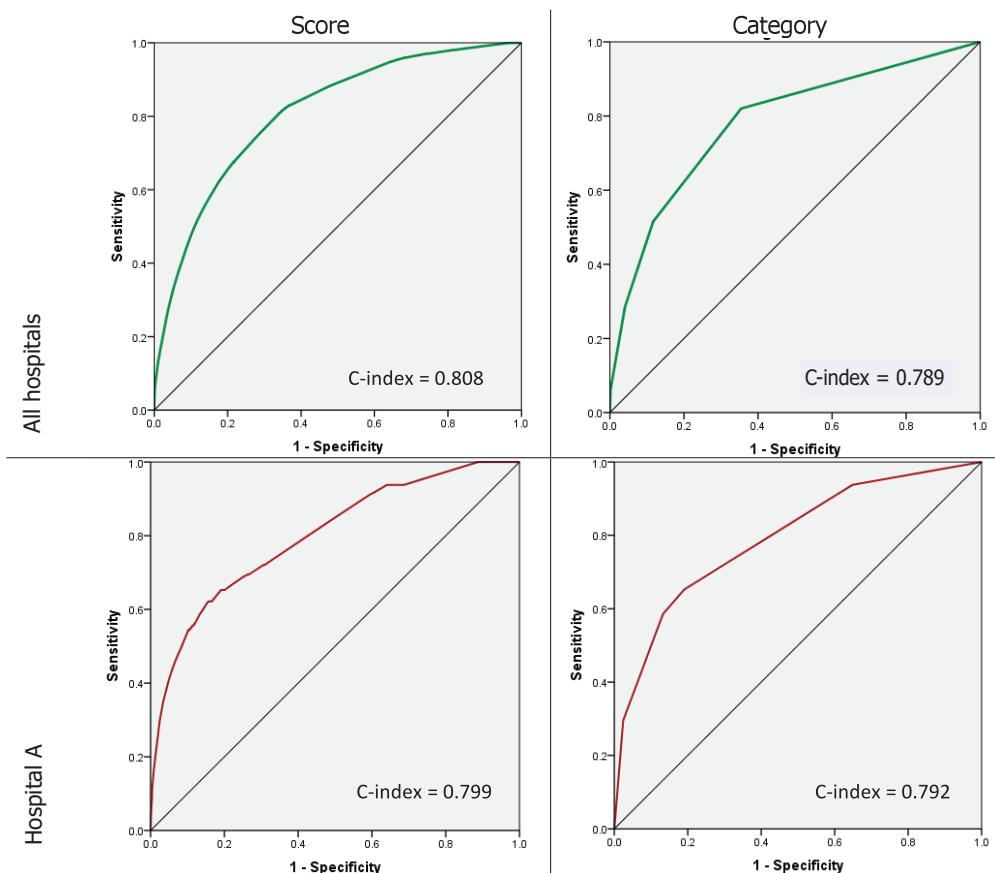 Score
Category
All hospitals
Sensitivity
1.0
0.8
0.6
0.4
0.2
0.0
C-index = 0.808
0.0 0.2 0.4 0.6 0.8 1.0
1 - Specificity
Sensitivity
1.0
0.8
0.6
0.4
0.2
0.0
C-index = 0.789
0.0 0.2 0.4 0.6 0.8 1.0
1 - Specificity
Hospital A
Sensitivity
1.0
0.8
0.6
0.4
0.2
0.0
C-index = 0.799
0.0 0.2 0.4 0.6 0.8 1.0
1 - Specificity
Sensitivity
1.0
0.8
0.6
0.4
0.2
0.0
C-index = 0.792
0.0 0.2 0.4 0.6 0.8 1.0
1 - Specificity